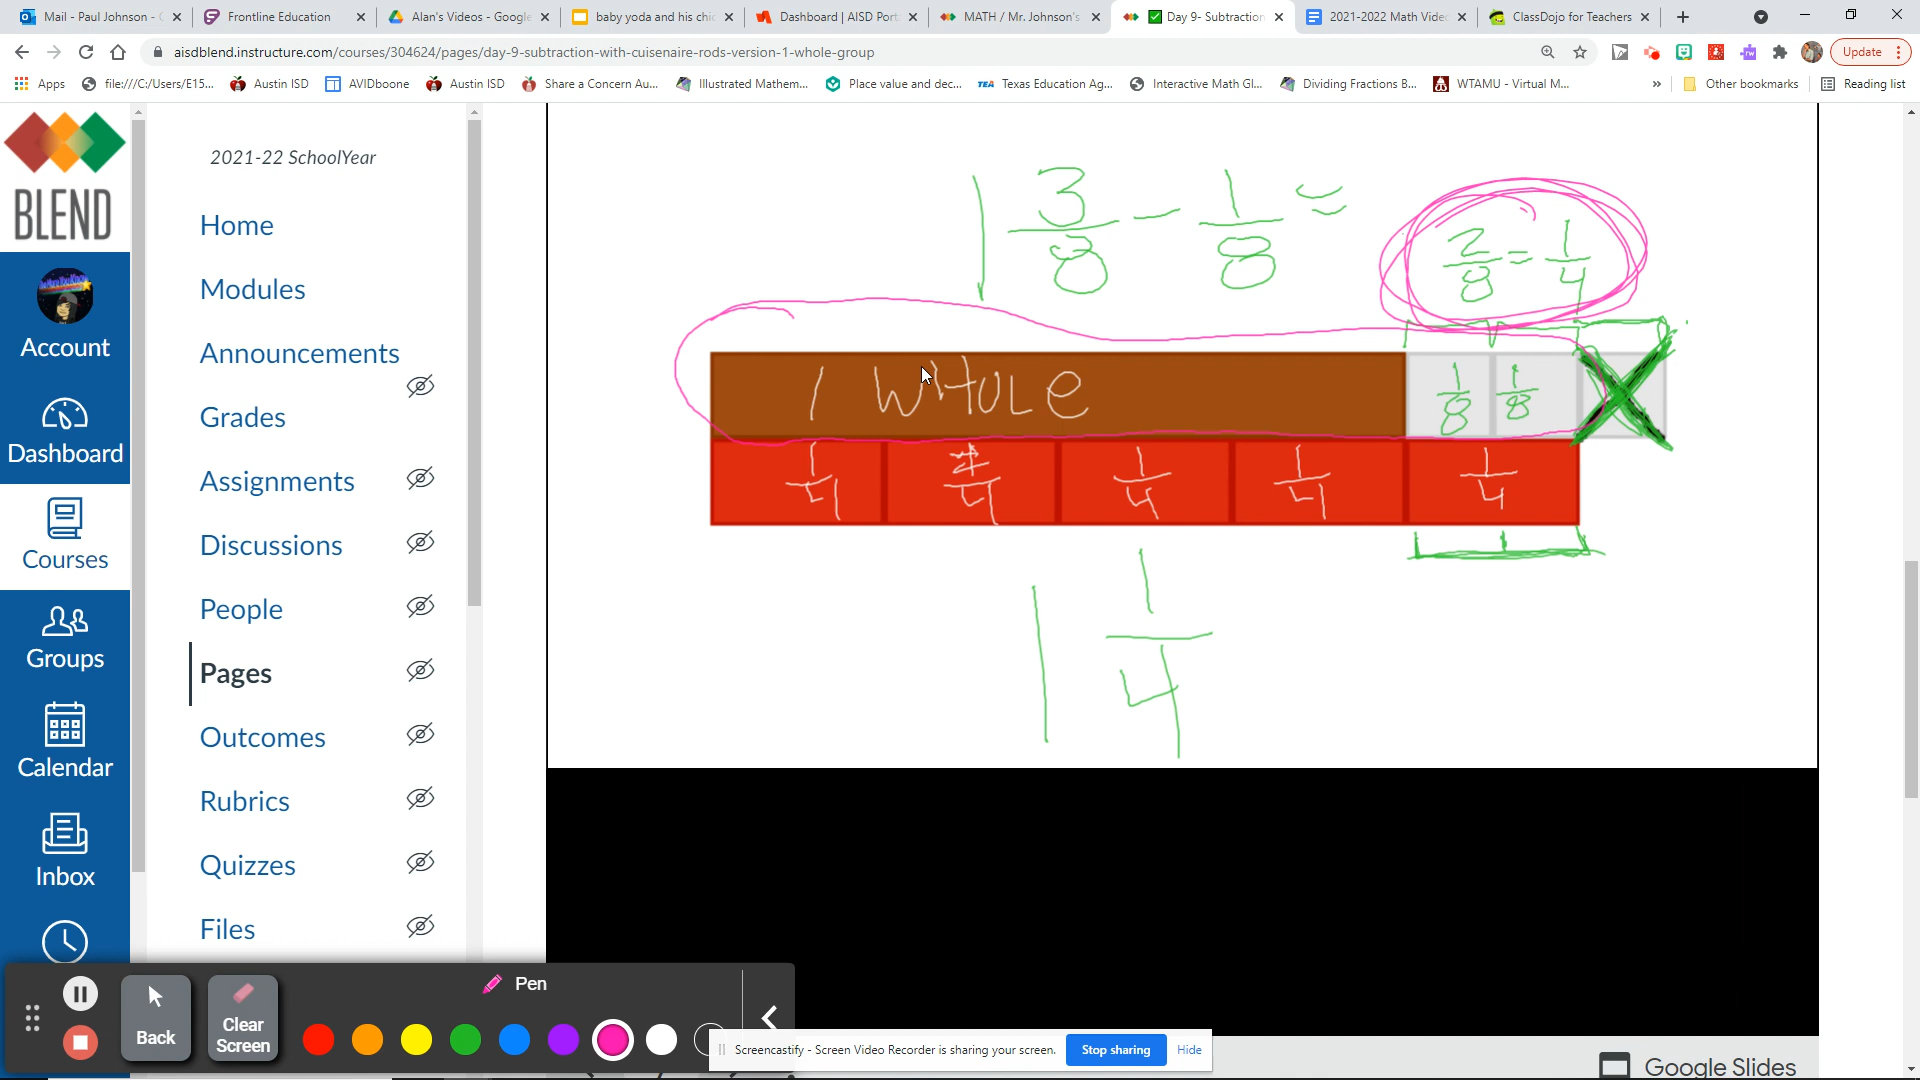 Mail - Paul Johnson - Frontline Education Alan's Videos - Google baby yoda and his chic Dashboard | AISD Port MATH / Mr. Johnson's Day 9- Subtraction 2021-2022 Math Vide ClassDojo for Teachers
aisdblend.instructure.com/courses/304624/pages/day-9-subtraction-with-cuisenaire-rods-version-1-whole-group Update
Apps file:///C:/Users/E15... Austin ISD AVIDboone Austin ISD Share a Concern Au... Illustrated Mathem... Place value and dec... TEA Texas Education Ag... Interactive Math Gl... Dividing Fractions B... WTAMU - Virtual M... » Other bookmarks Reading list
BLEND
Account
Dashboard
Courses
Groups
Calendar
Inbox
2021-22 SchoolYear
Home
Modules
Announcements
Grades
Assignments
Discussions
People
Pages
Outcomes
Rubrics
Quizzes
Files
1 3/8 - 1/8 =
2/8 = 1/4
1 WHOLE 1/8 1/8
1/4 1/4 1/4 1/4 1/4
1 1/4
Back
Clear Screen
Pen
Screencastify - Screen Video Recorder is sharing your screen. Stop sharing Hide
Google Slides